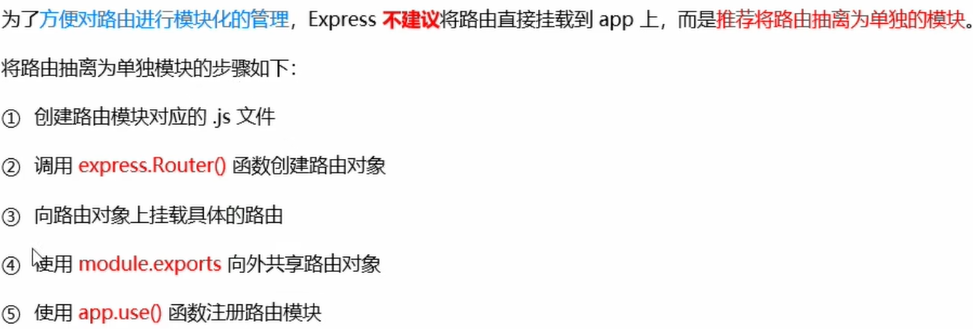 为了方便对路由进行模块化的管理，Express 不建议将路由直接挂载到 app 上，而是推荐将路由抽离为单独的模块。
将路由抽离为单独模块的步骤如下：
① 创建路由模块对应的 .js 文件
② 调用 express.Router() 函数创建路由对象
③ 向路由对象上挂载具体的路由
④ 使用 module.exports 向外共享路由对象
⑤ 使用 app.use() 函数注册路由模块